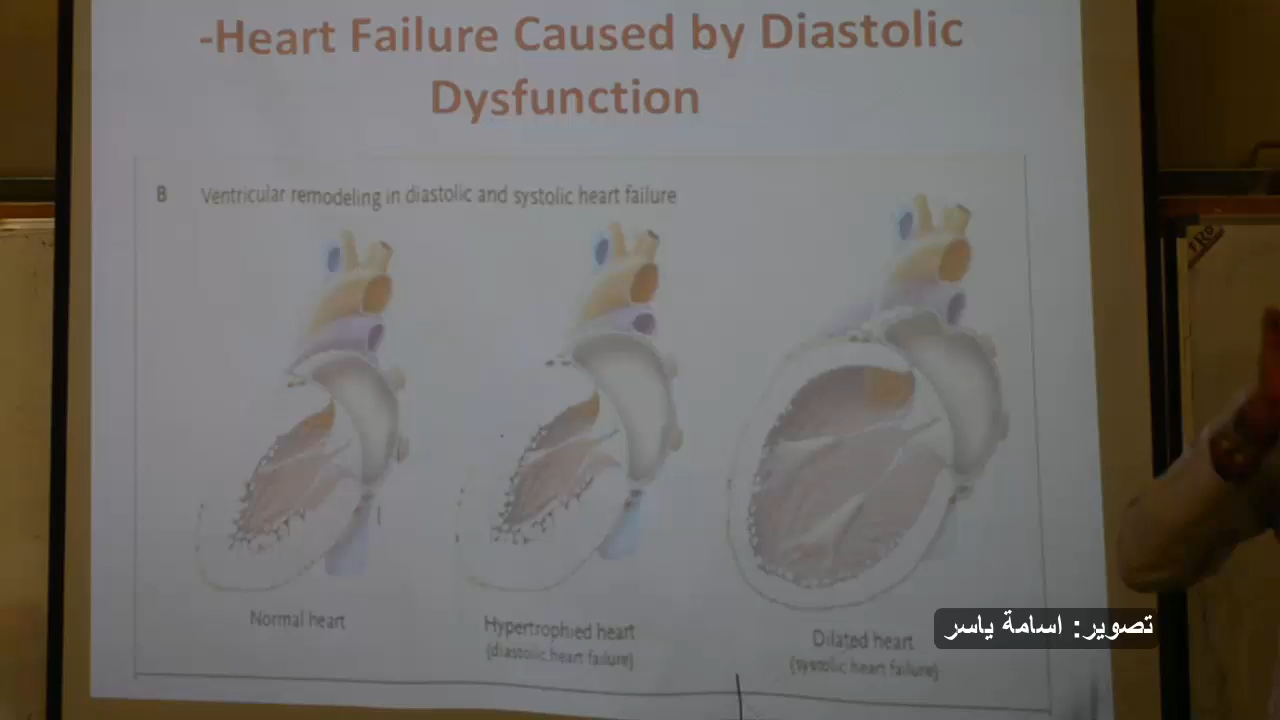 -Heart Failure Caused by Diastolic
Dysfunction
B Ventricular remodeling in diastolic and systolic heart failure
Normal heart
Hypertrophied heart
(diastolic heart failure)
Dilated heart
(systolic heart failure)
تصوير: اسامة ياسر